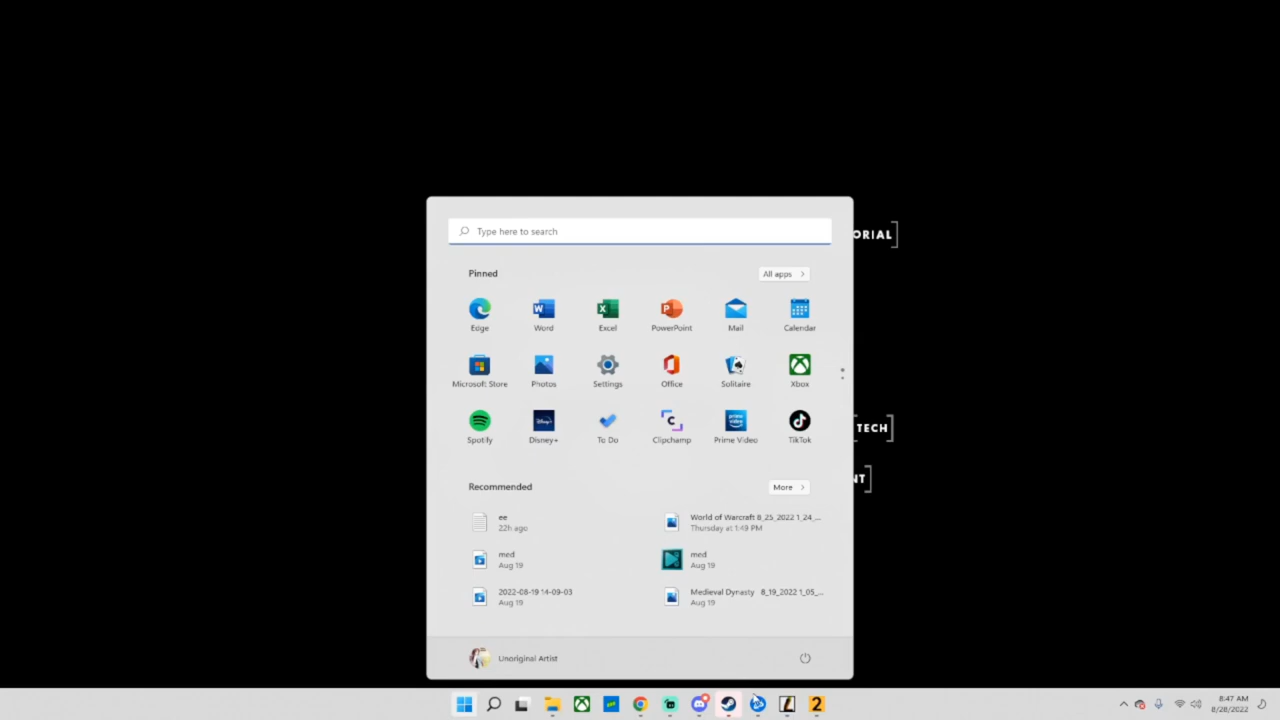 Type here to search
Pinned
All apps
Edge
Word
Excel
PowerPoint
Mail
Calendar
Microsoft Store
Photos
Settings
Office
Solitaire
Xbox
Spotify
Disney+
To Do
Clipchamp
Prime Video
TikTok
Recommended
More
ee
22h ago
World of Warcraft 8_25_2022 1_24_...
Thursday at 1:49 PM
med
Aug 19
med
Aug 19
2022-08-19 14-09-03
Aug 19
Medieval Dynasty 8_19_2022 1_05_...
Aug 19
Unoriginal Artist
ORIAL
TECH
NT
8:47 AM
8/28/2022